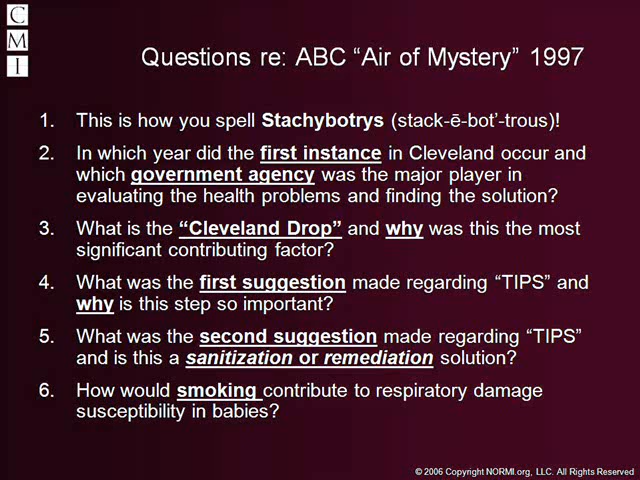 C
M
I
Questions re: ABC “Air of Mystery” 1997
1. This is how you spell Stachybotrys (stack-ē-bot’-trous)!
2. In which year did the first instance in Cleveland occur and
which government agency was the major player in
evaluating the health problems and finding the solution?
3. What is the “Cleveland Drop” and why was this the most
significant contributing factor?
4. What was the first suggestion made regarding “TIPS” and
why is this step so important?
5. What was the second suggestion made regarding “TIPS”
and is this a sanitization or remediation solution?
6. How would smoking contribute to respiratory damage
susceptibility in babies?
© 2006 Copyright NORMI.org, LLC. All Rights Reserved